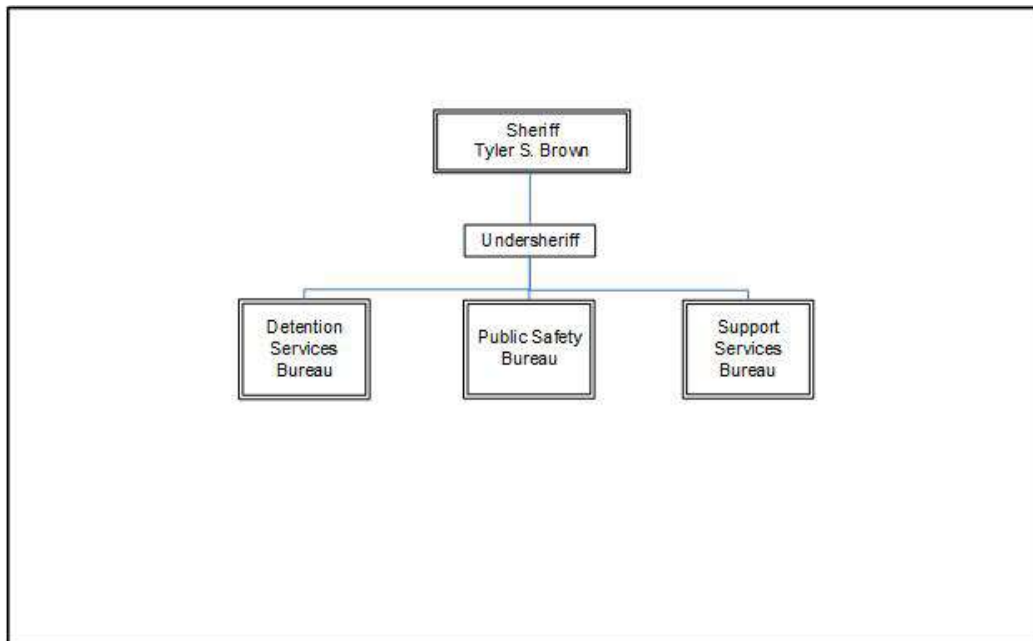 Sheriff
Tyler S. Brown
Undersheriff
Detention
Services
Bureau
Public Safety
Bureau
Support
Services
Bureau